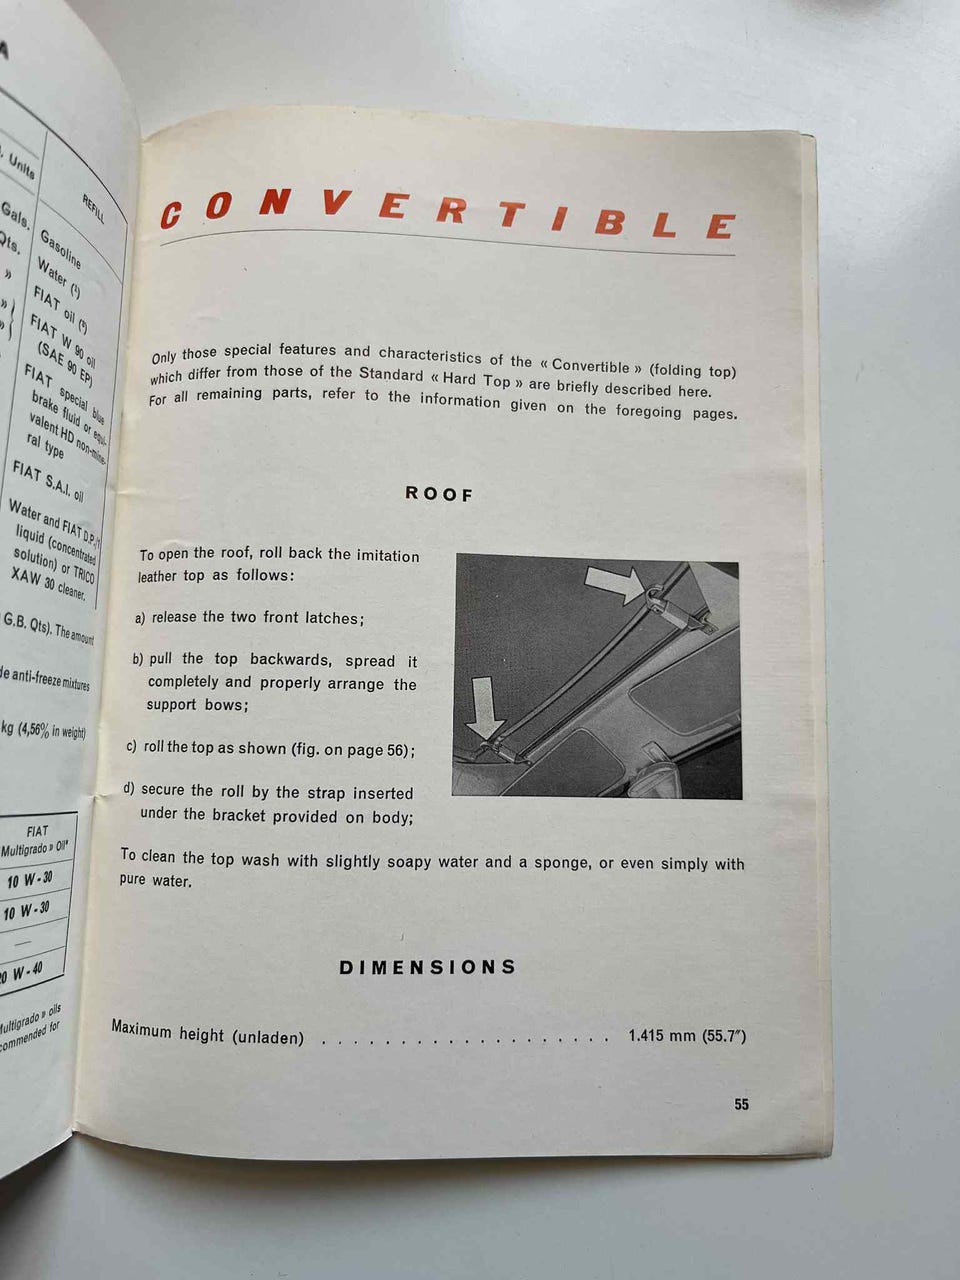 A
. Units
REFILL
Gals.
Qts.
»
»
»
Gasoline
Water (¹)
FIAT oil (²)
FIAT W 90 oil
(SAE 90 EP)
FIAT special blue
brake fluid or equi-
valent HD non-mine-
ral type
FIAT S.A.I. oil
Water and FIAT D.P./1
liquid (concentrated
solution) or TRICO
XAW 30 cleaner.
G.B. Qts). The amount
de anti-freeze mixtures
kg (4,56% in weight)
FIAT
Multigrado » Oil*
10 W - 30
10 W - 30
—
20 W - 40
Multigrado » oils
commended for
CONVERTIBLE
Only those special features and characteristics of the « Convertible » (folding top)
which differ from those of the Standard « Hard Top » are briefly described here.
For all remaining parts, refer to the information given on the foregoing pages.
ROOF
To open the roof, roll back the imitation
leather top as follows:
a) release the two front latches;
b) pull the top backwards, spread it
completely and properly arrange the
support bows;
c) roll the top as shown (fig. on page 56);
d) secure the roll by the strap inserted
under the bracket provided on body;
To clean the top wash with slightly soapy water and a sponge, or even simply with
pure water.
DIMENSIONS
Maximum height (unladen) . . . . . . . . . . . . . . . . . . . 1.415 mm (55.7″)
55